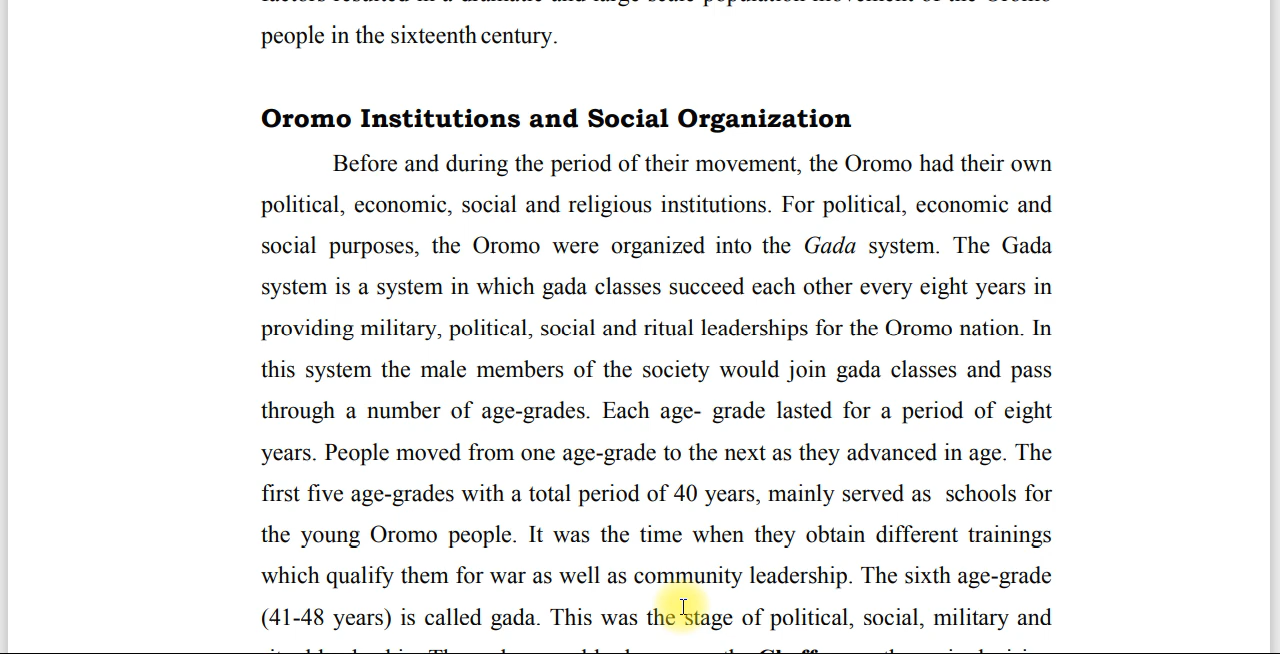 people in the sixteenth century.
Oromo Institutions and Social Organization
Before and during the period of their movement, the Oromo had their own
political, economic, social and religious institutions. For political, economic and
social purposes, the Oromo were organized into the Gada system. The Gada
system is a system in which gada classes succeed each other every eight years in
providing military, political, social and ritual leaderships for the Oromo nation. In
this system the male members of the society would join gada classes and pass
through a number of age-grades. Each age- grade lasted for a period of eight
years. People moved from one age-grade to the next as they advanced in age. The
first five age-grades with a total period of 40 years, mainly served as schools for
the young Oromo people. It was the time when they obtain different trainings
which qualify them for war as well as community leadership. The sixth age-grade
(41-48 years) is called gada. This was the stage of political, social, military and